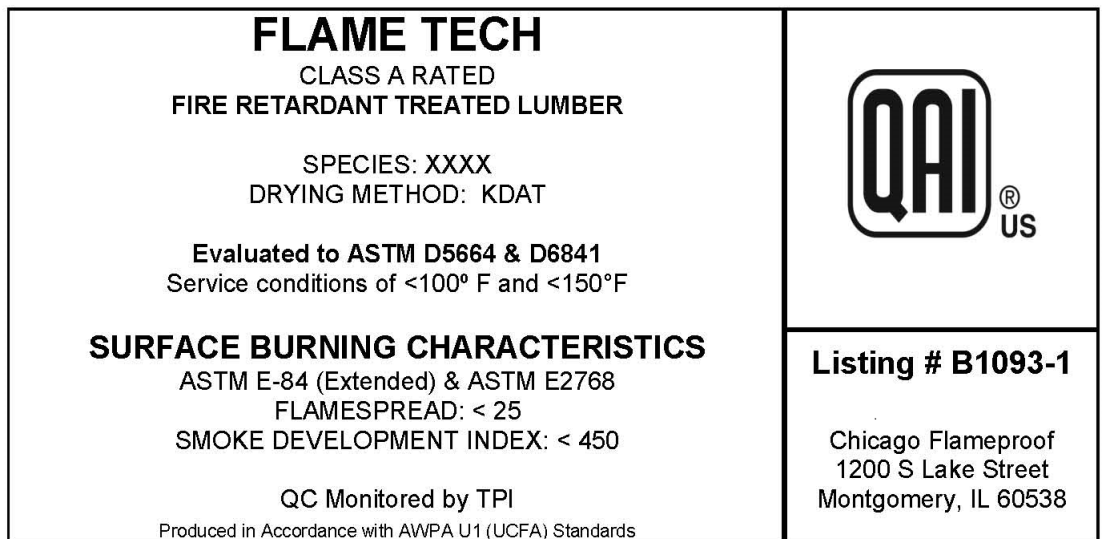 FLAME TECH
CLASS A RATED
FIRE RETARDANT TREATED LUMBER
SPECIES: XXXX
DRYING METHOD: KDAT
Evaluated to ASTM D5664 & D6841
Service conditions of <100º F and <150°F
SURFACE BURNING CHARACTERISTICS
ASTM E-84 (Extended) & ASTM E2768
FLAMESPREAD: < 25
SMOKE DEVELOPMENT INDEX: < 450
QC Monitored by TPI
Produced in Accordance with AWPA U1 (UCFA) Standards
QAI ®
US
Listing # B1093-1
Chicago Flameproof
1200 S Lake Street
Montgomery, IL 60538